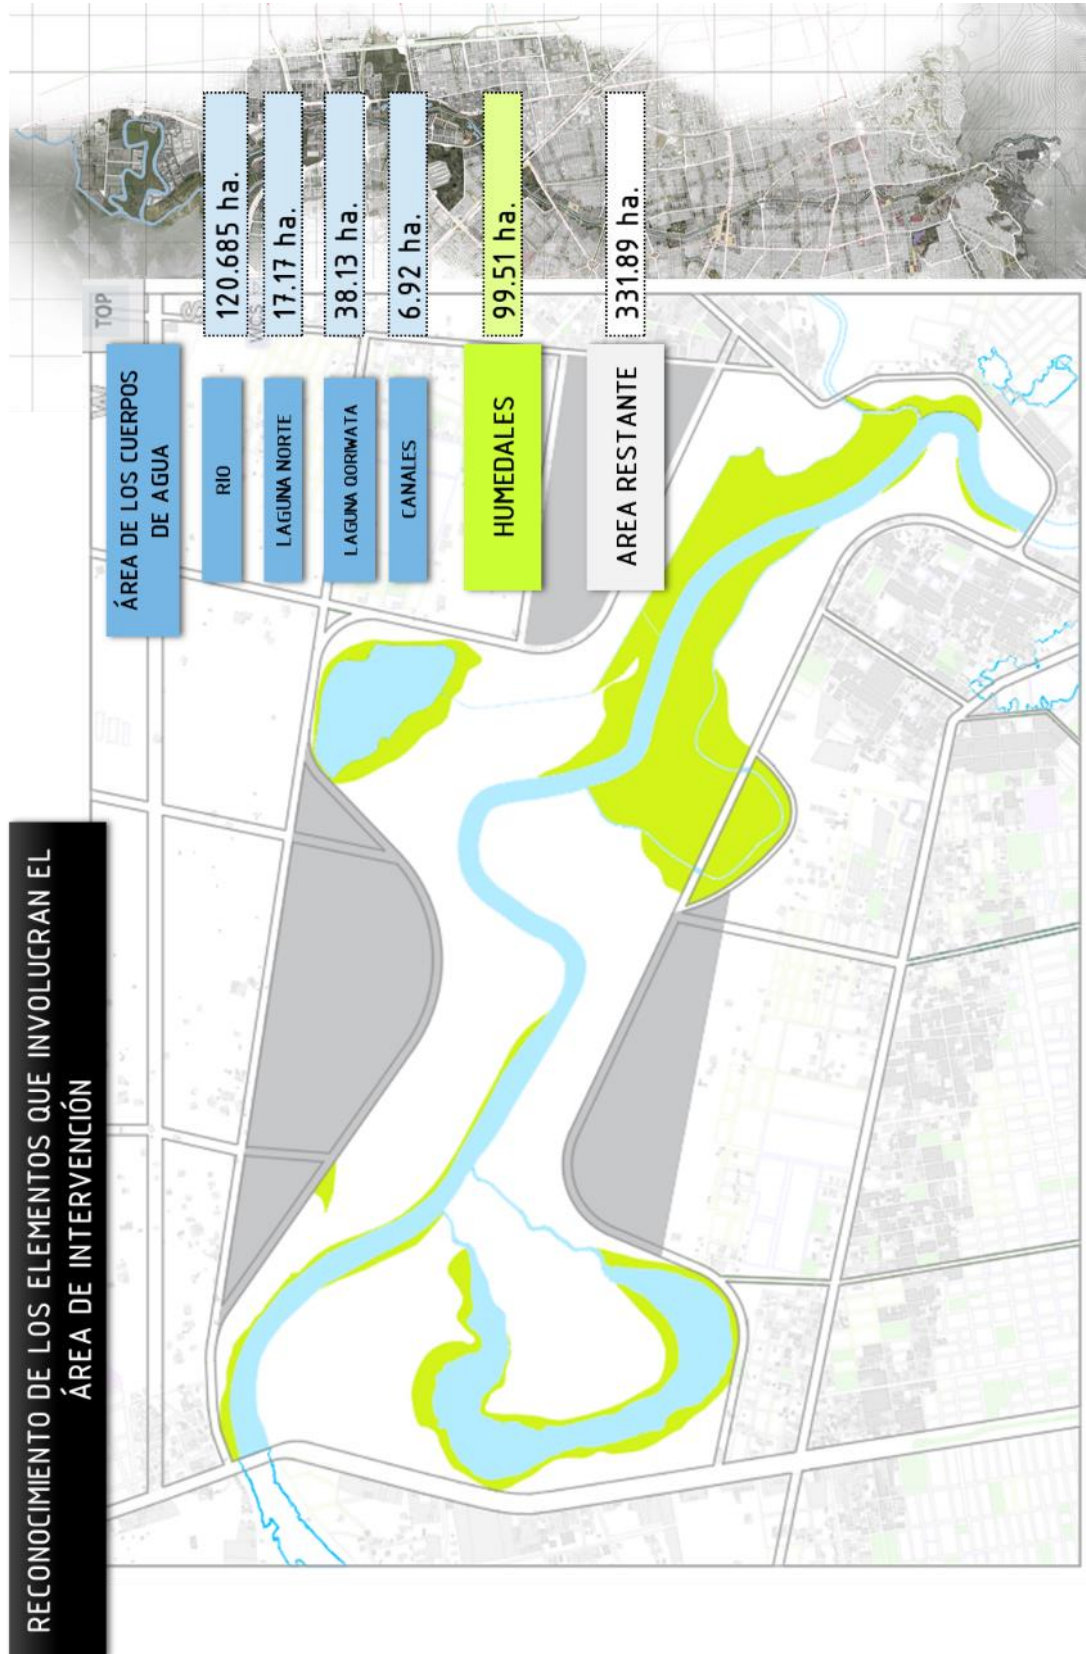 RECONOCIMIENTO DE LOS ELEMENTOS QUE INVOLUCRAN EL
ÁREA DE INTERVENCIÓN
TOP
ÁREA DE LOS CUERPOS
DE AGUA
RIO
120.685 ha.
LAGUNA NORTE
17.17 ha.
LAGUNA QORIWATA
38.13 ha.
CANALES
6.92 ha.
HUMEDALES
99.51 ha.
AREA RESTANTE
331.89 ha.
W
S